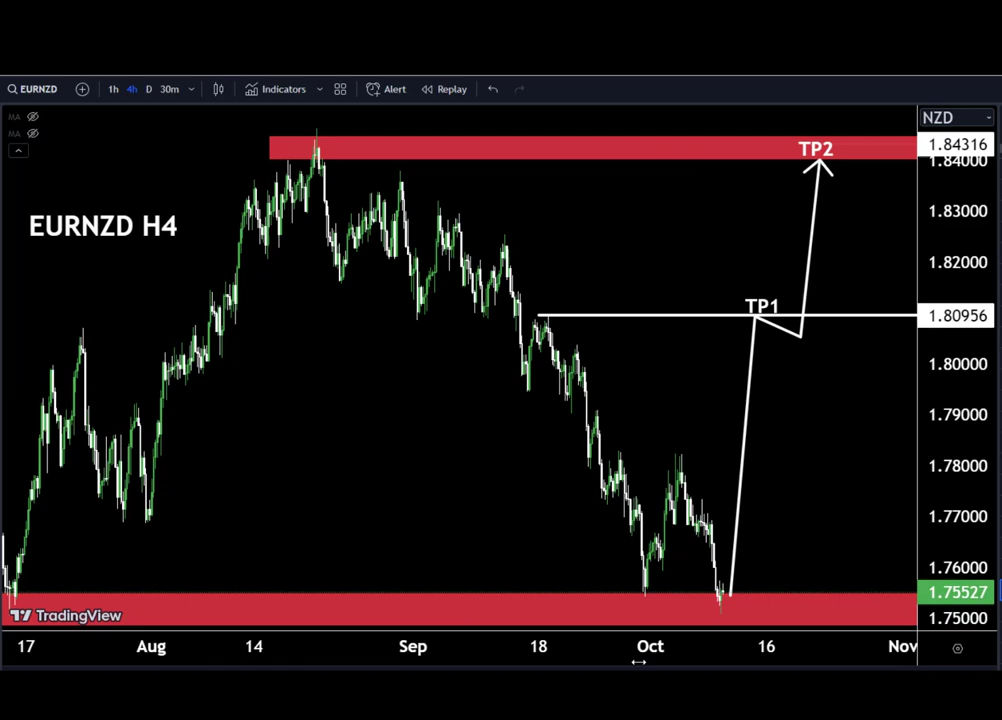 EURNZD 1h 4h D 30m Indicators Alert Replay
MA
MA
NZD
TP2
1.84316
1.84000
1.83000
EURNZD H4
1.82000
TP1
1.80956
1.80000
1.79000
1.78000
1.77000
1.76000
1.75527
TradingView
1.75000
17 Aug 14 Sep 18 Oct 16 Nov